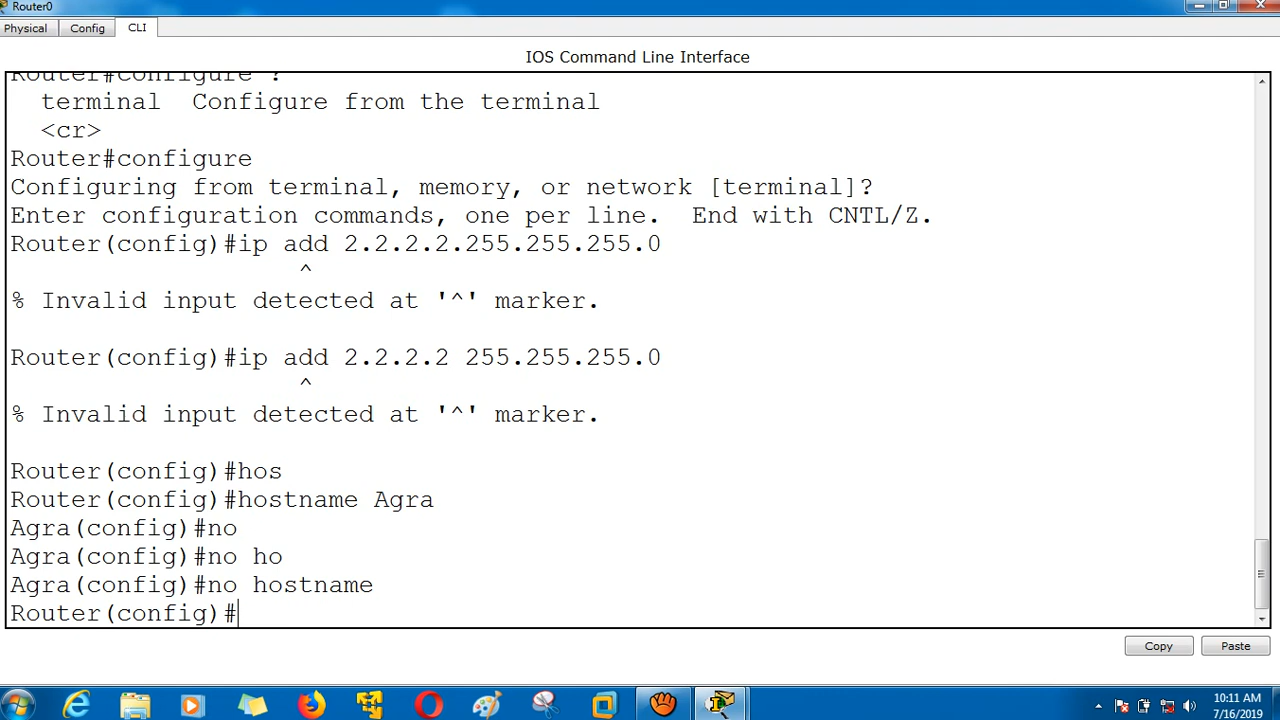 Router0
Physical Config CLI
IOS Command Line Interface
Router#configure ?
terminal Configure from the terminal
<cr>
Router#configure
Configuring from terminal, memory, or network [terminal]?
Enter configuration commands, one per line. End with CNTL/Z.
Router(config)#ip add 2.2.2.2.255.255.255.0
^
% Invalid input detected at '^' marker.
Router(config)#ip add 2.2.2.2 255.255.255.0
^
% Invalid input detected at '^' marker.
Router(config)#hos
Router(config)#hostname Agra
Agra(config)#no
Agra(config)#no ho
Agra(config)#no hostname
Router(config)#
Copy Paste
10:11 AM
7/16/2019